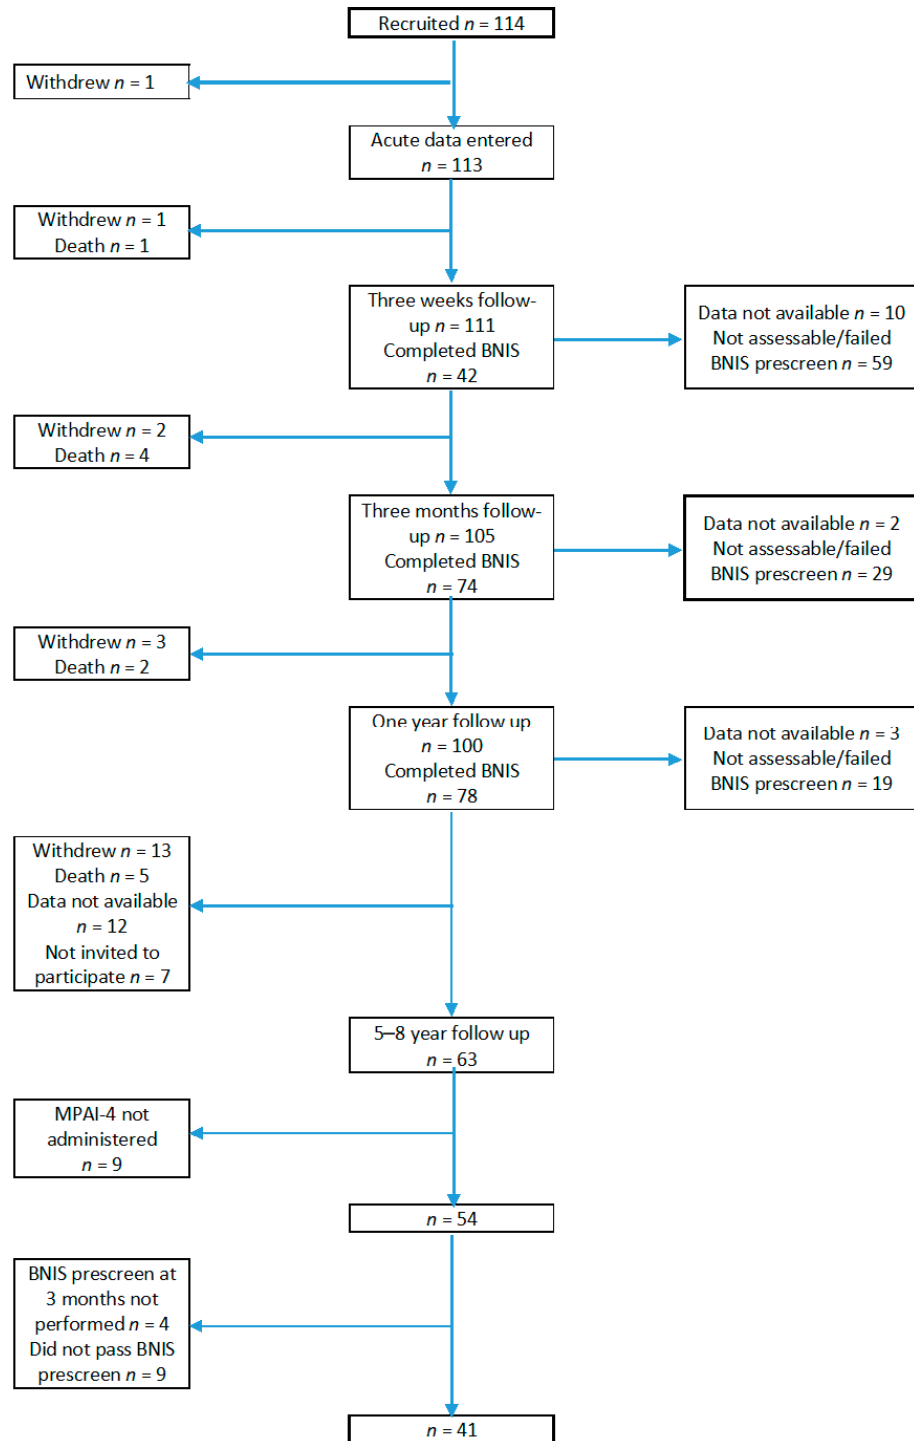 Recruited n = 114
Withdrew n = 1
Acute data entered
n = 113
Withdrew n = 1
Death n = 1
Three weeks follow-
up n = 111
Completed BNIS
n = 42
Data not available n = 10
Not assessable/failed
BNIS prescreen n = 59
Withdrew n = 2
Death n = 4
Three months follow-
up n = 105
Completed BNIS
n = 74
Data not available n = 2
Not assessable/failed
BNIS prescreen n = 29
Withdrew n = 3
Death n = 2
One year follow up
n = 100
Completed BNIS
n = 78
Data not available n = 3
Not assessable/failed
BNIS prescreen n = 19
Withdrew n = 13
Death n = 5
Data not available
n = 12
Not invited to
participate n = 7
5–8 year follow up
n = 63
MPAI-4 not
administered
n = 9
n = 54
BNIS prescreen at
3 months not
performed n = 4
Did not pass BNIS
prescreen n = 9
n = 41